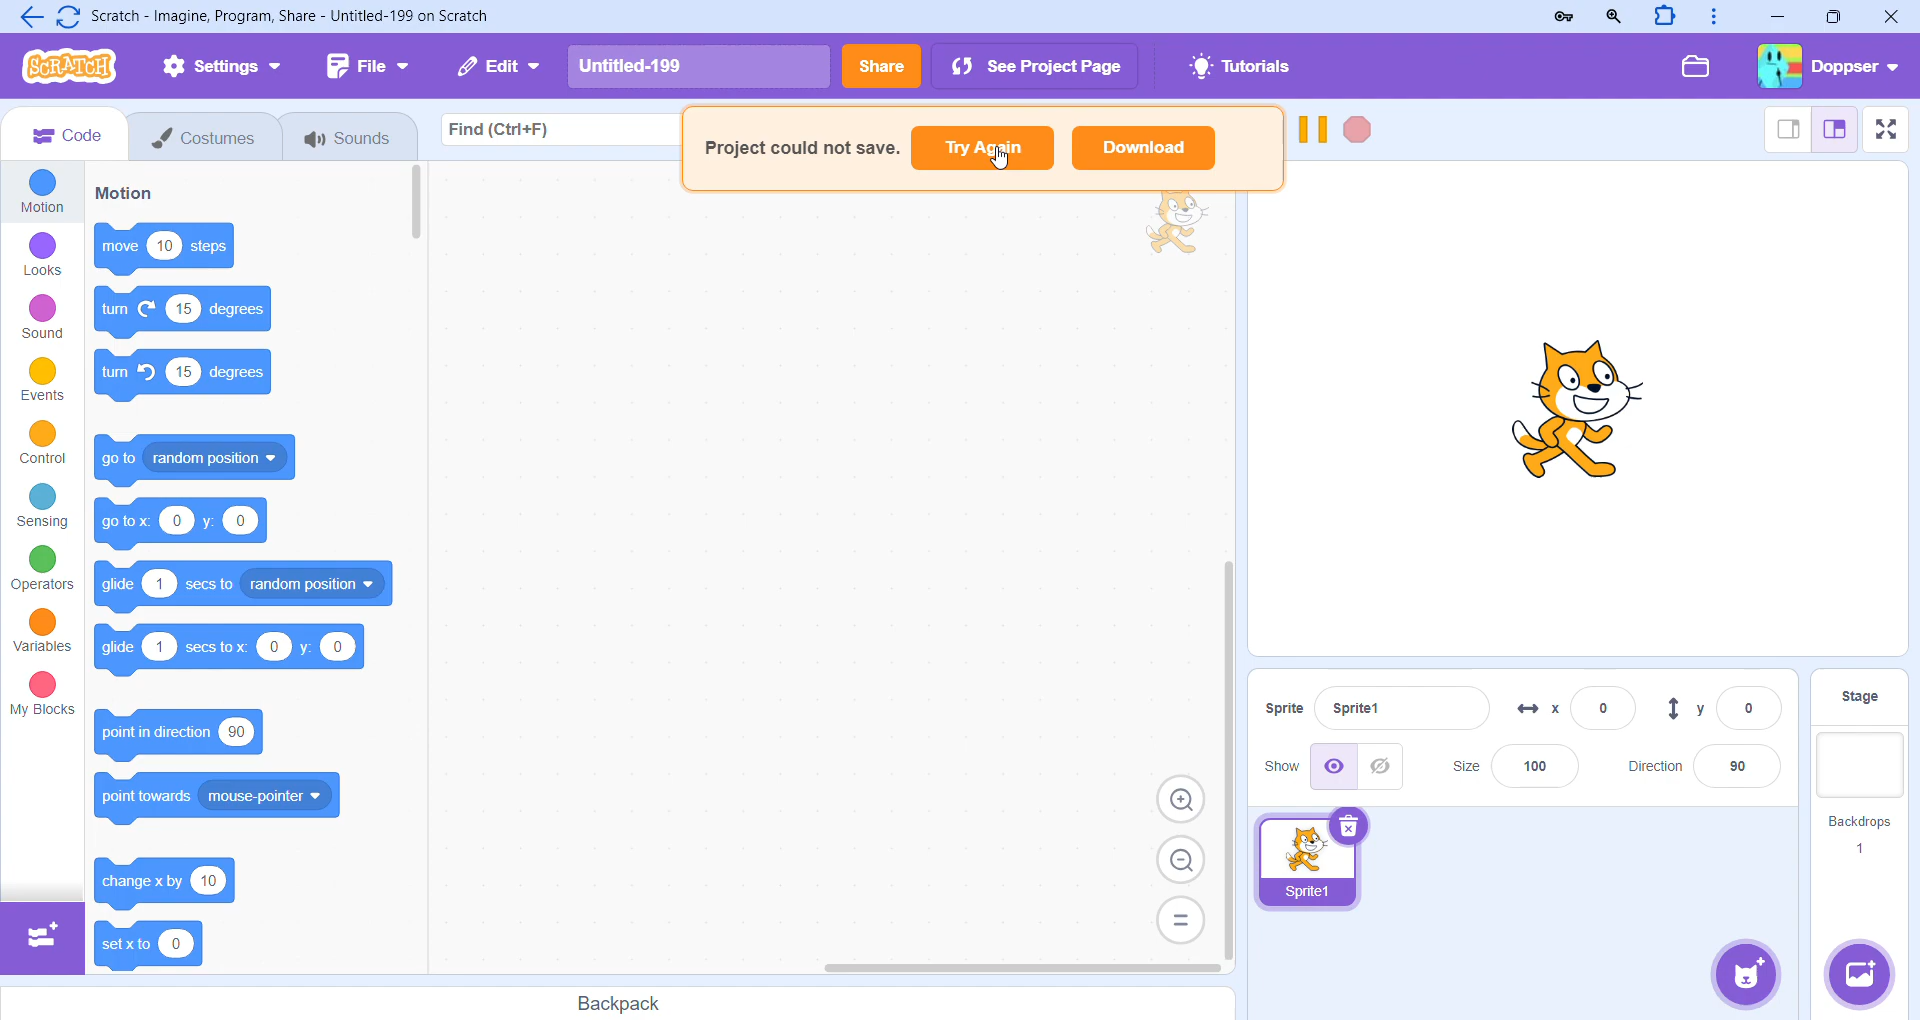 Scratch - Imagine, Program, Share - Untitled-199 on Scratch
SCRATCH
Settings
File
Edit
Untitled-199
Share
See Project Page
Tutorials
Doppser
Code
Costumes
Sounds
Find (Ctrl+F)
Project could not save.
Try Again
Download
Motion
Looks
Sound
Events
Control
Sensing
Operators
Variables
My Blocks
Motion
move 10 steps
turn 15 degrees
turn 15 degrees
go to random position
go to x: 0 y: 0
glide 1 secs to random position
glide 1 secs to x: 0 y: 0
point in direction 90
point towards mouse-pointer
change x by 10
set x to 0
Backpack
Sprite Sprite1 x 0 y 0
Show Size 100 Direction 90
Sprite1
Stage
Backdrops
1